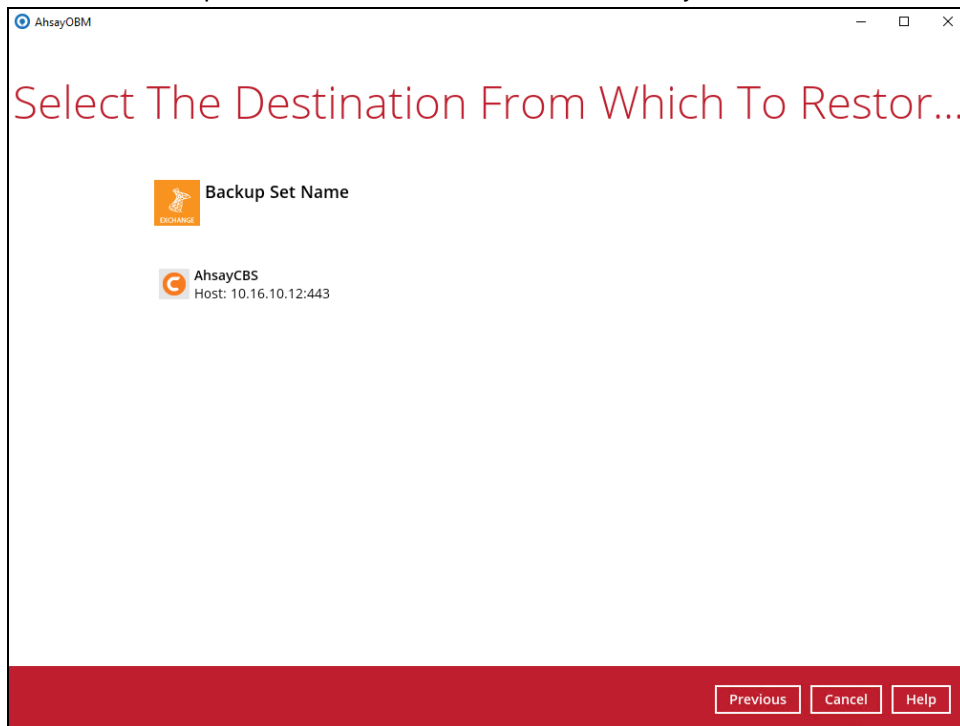 AhsayOBM
Select The Destination From Which To Restor...
EXCHANGE
Backup Set Name
AhsayCBS
Host: 10.16.10.12:443
Previous
Cancel
Help